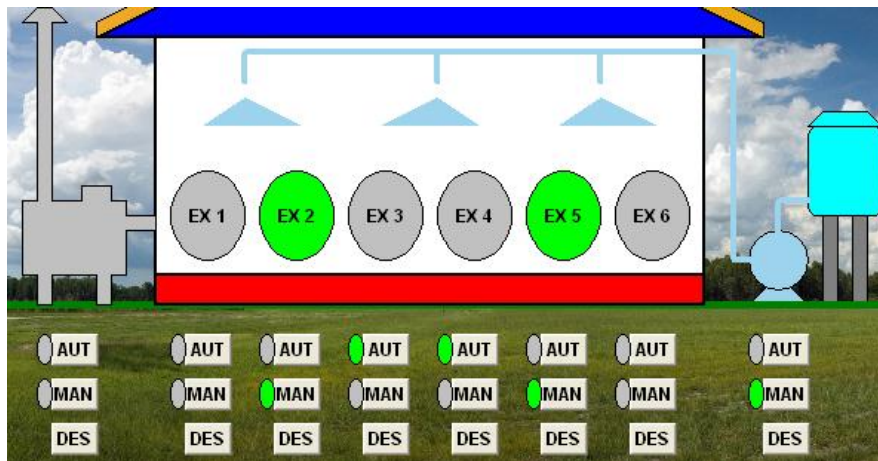 EX 1 EX 2 EX 3 EX 4 EX 5 EX 6
AUT AUT AUT AUT AUT AUT AUT AUT
MAN MAN MAN MAN MAN MAN MAN MAN
DES DES DES DES DES DES DES DES